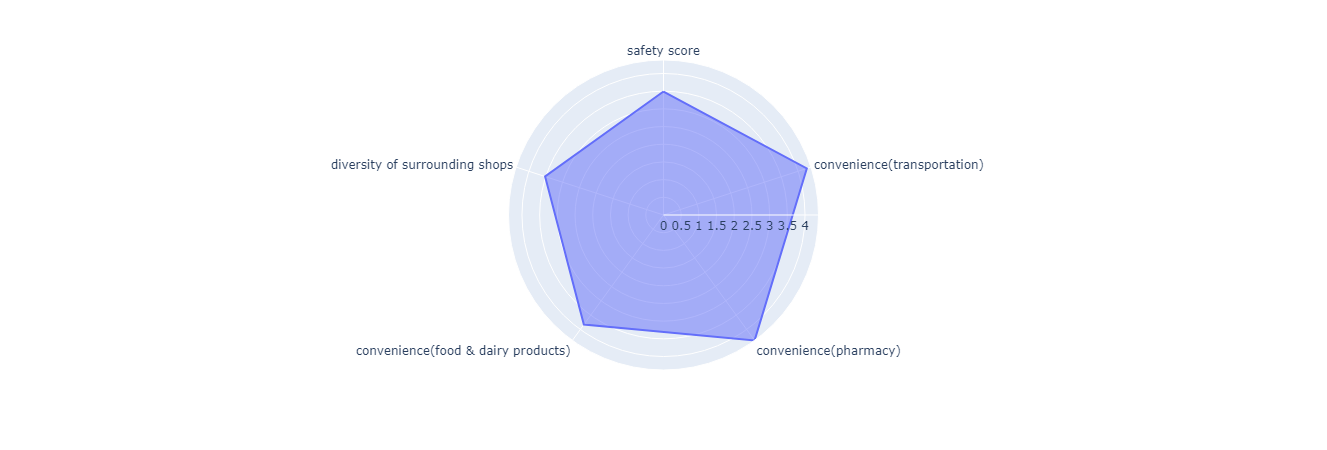 safety score
diversity of surrounding shops
convenience(transportation)
0 0.5 1 1.5 2 2.5 3 3.5 4
convenience(food & dairy products)
convenience(pharmacy)